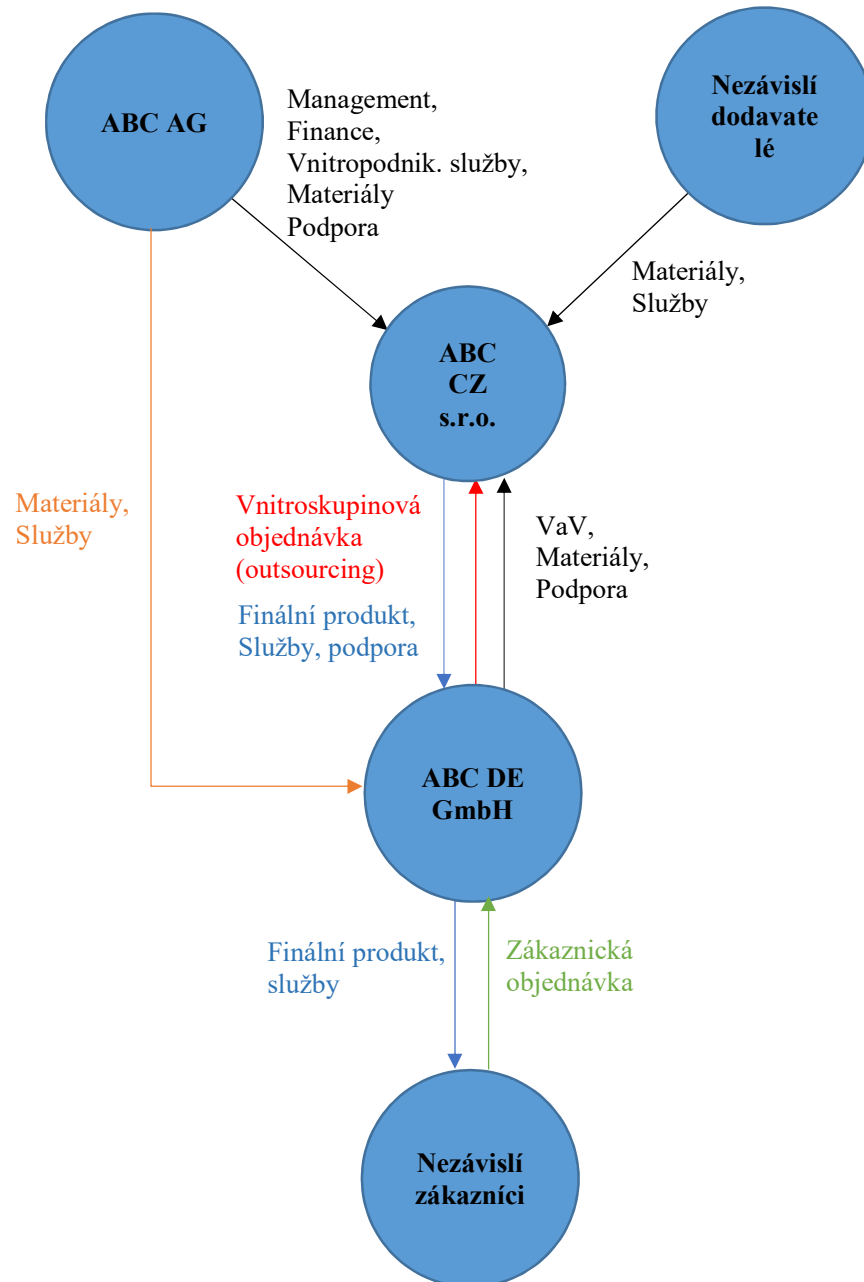 ABC AG
Management,
Finance,
Vnitropodnik. služby,
Materiály
Podpora
Nezávislí
dodavate
lé
Materiály,
Služby
ABC
CZ
s.r.o.
Materiály,
Služby
Vnitroskupinová
objednávka
(outsourcing)
Finální produkt,
Služby, podpora
VaV,
Materiály,
Podpora
ABC DE
GmbH
Finální produkt,
služby
Zákaznická
objednávka
Nezávislí
zákazníci